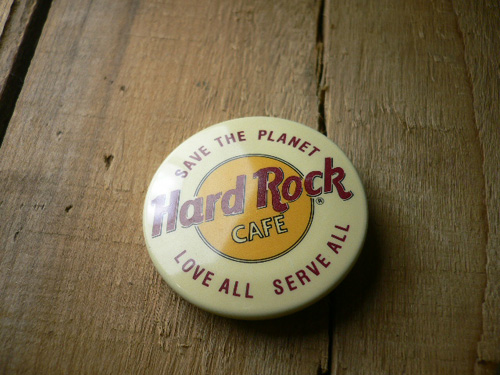 SAVE THE PLANET
Hard Rock ®
CAFE
LOVE ALL SERVE ALL